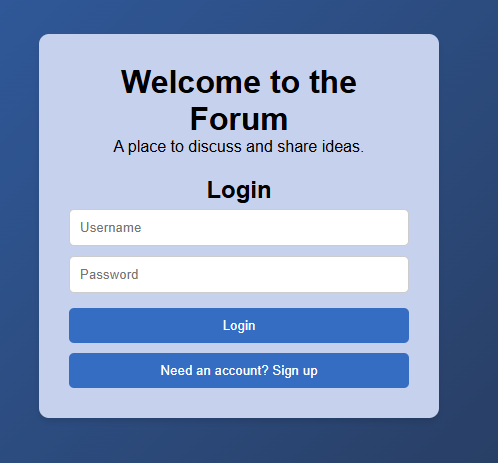 Welcome to the
Forum
A place to discuss and share ideas.
Login
Username
Password
Login
Need an account? Sign up